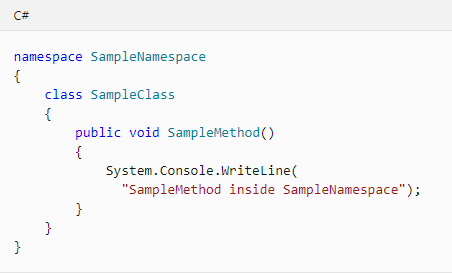 C#
namespace SampleNamespace
{
    class SampleClass
    {
        public void SampleMethod()
        {
            System.Console.WriteLine(
              "SampleMethod inside SampleNamespace");
        }
    }
}